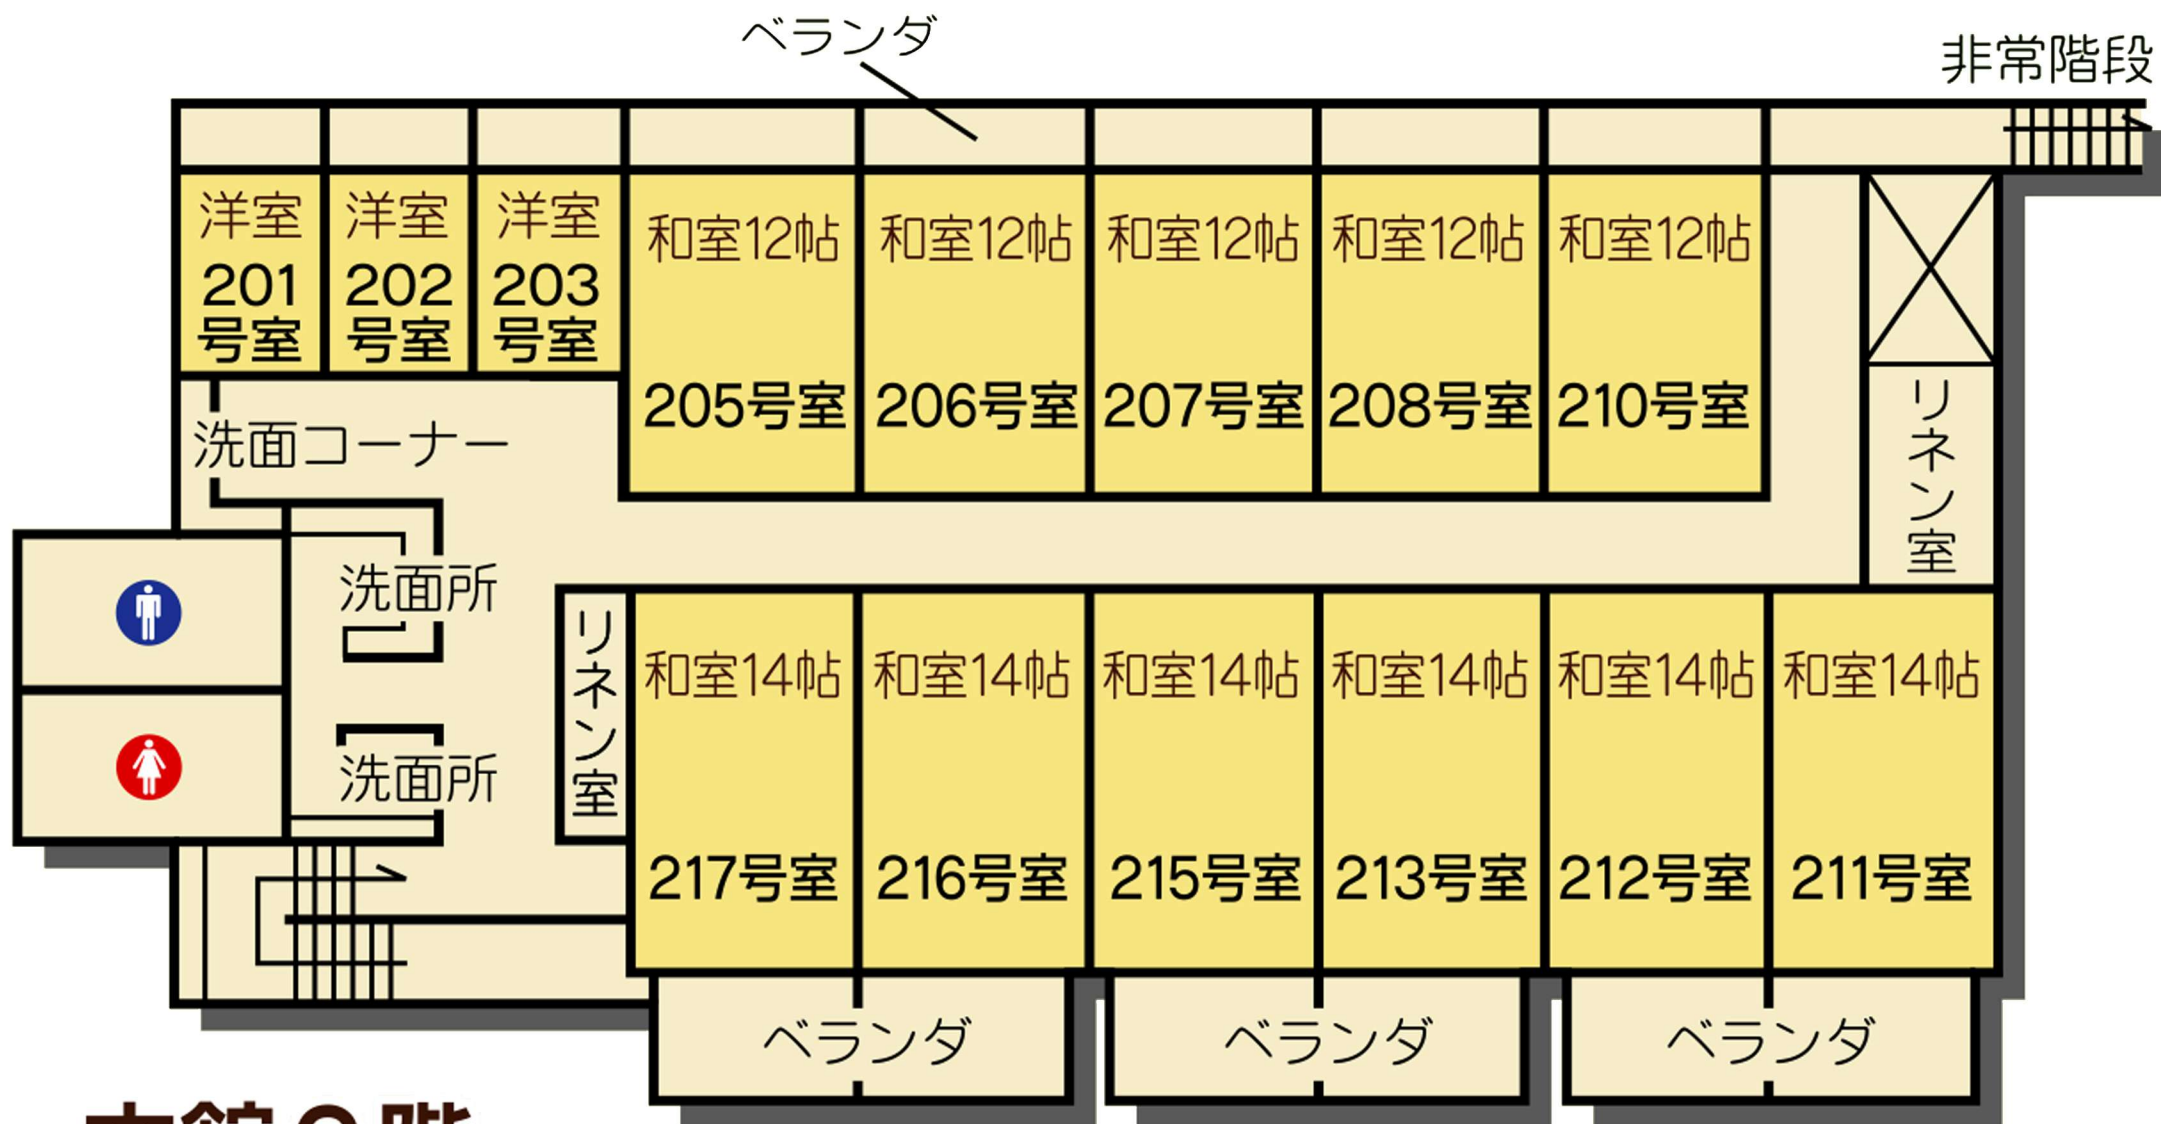 ベランダ
非常階段
洋室
201
号室
洋室
202
号室
洋室
203
号室
和室12帖
205号室
和室12帖
206号室
和室12帖
207号室
和室12帖
208号室
和室12帖
210号室
リネン室
洗面コーナー
洗面所
洗面所
リネン室
和室14帖
217号室
和室14帖
216号室
和室14帖
215号室
和室14帖
213号室
和室14帖
212号室
和室14帖
211号室
ベランダ
ベランダ
ベランダ